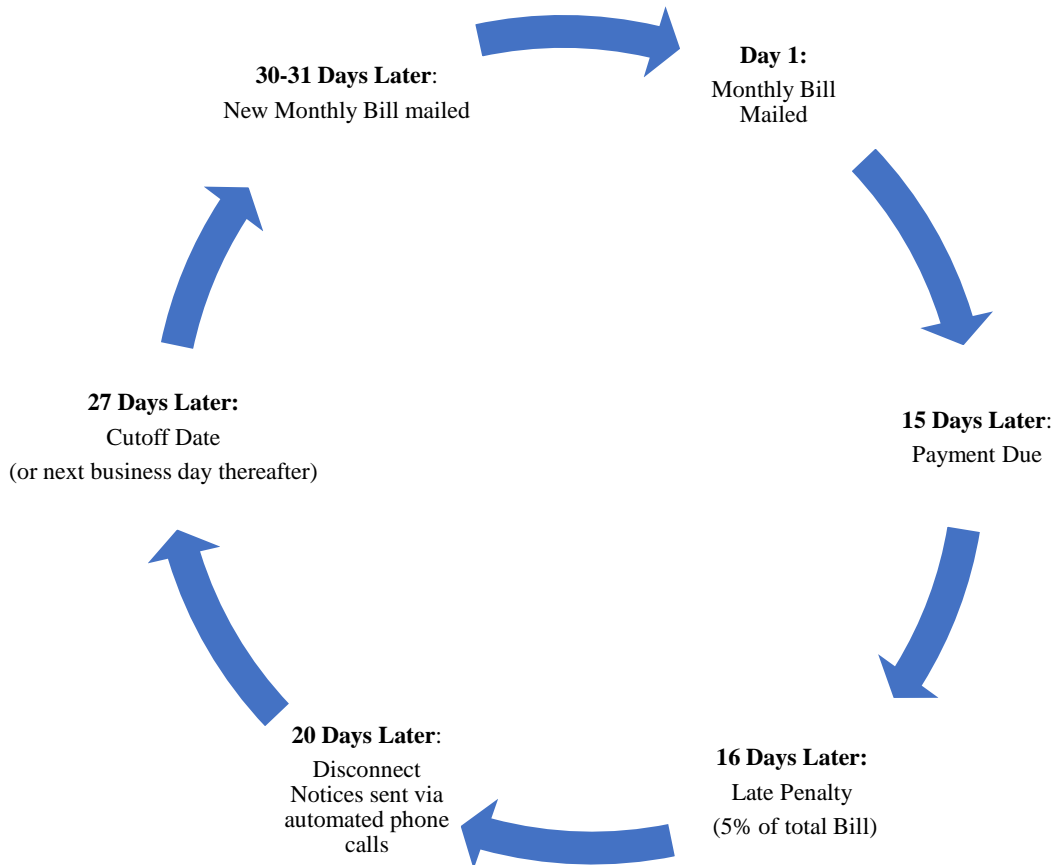 Day 1:
Monthly Bill
Mailed
15 Days Later:
Payment Due
16 Days Later:
Late Penalty
(5% of total Bill)
20 Days Later:
Disconnect
Notices sent via
automated phone
calls
27 Days Later:
Cutoff Date
(or next business day thereafter)
30-31 Days Later:
New Monthly Bill mailed